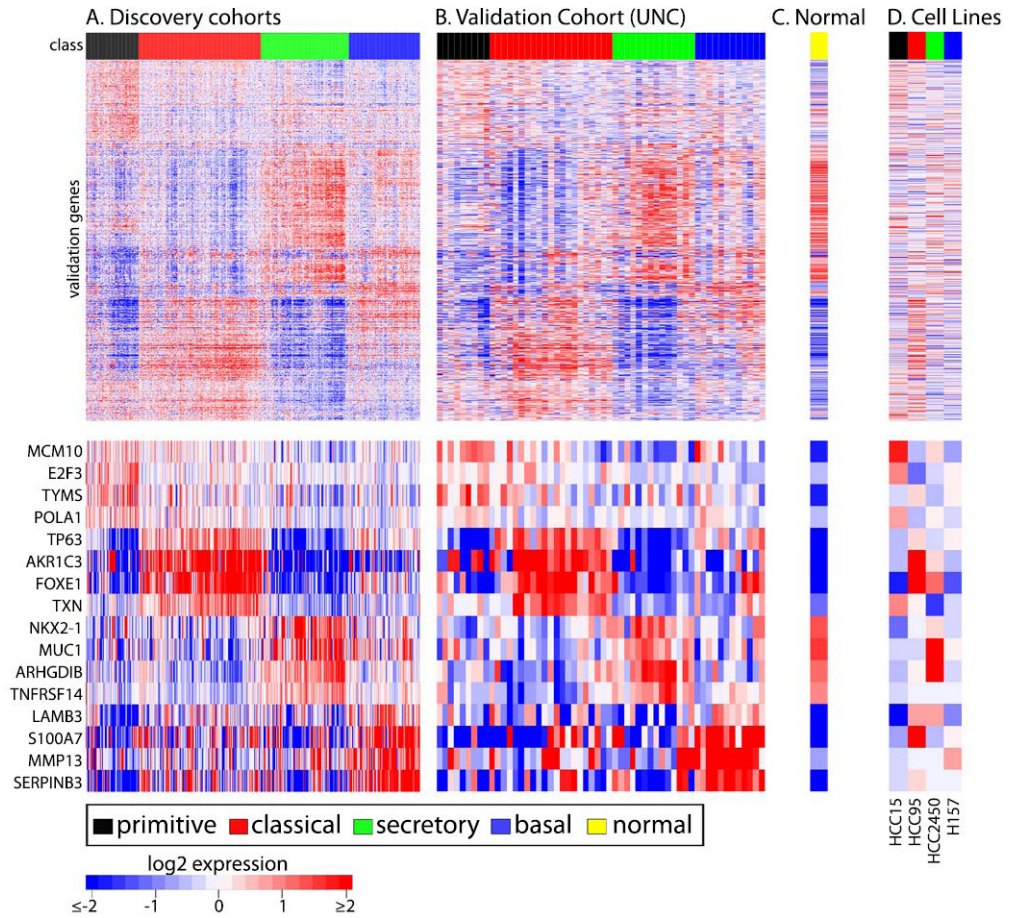 A. Discovery cohorts
B. Validation Cohort (UNC)
C. Normal
D. Cell Lines
class
validation genes
MCM10
E2F3
TYMS
POLA1
TP63
AKR1C3
FOXE1
TXN
NKX2-1
MUC1
ARHGDIB
TNFRSF14
LAMB3
S100A7
MMP13
SERPINB3
HCC15
HCC95
HCC2450
H157
primitive classical secretory basal normal
log2 expression
≤-2 -1 0 1 ≥2